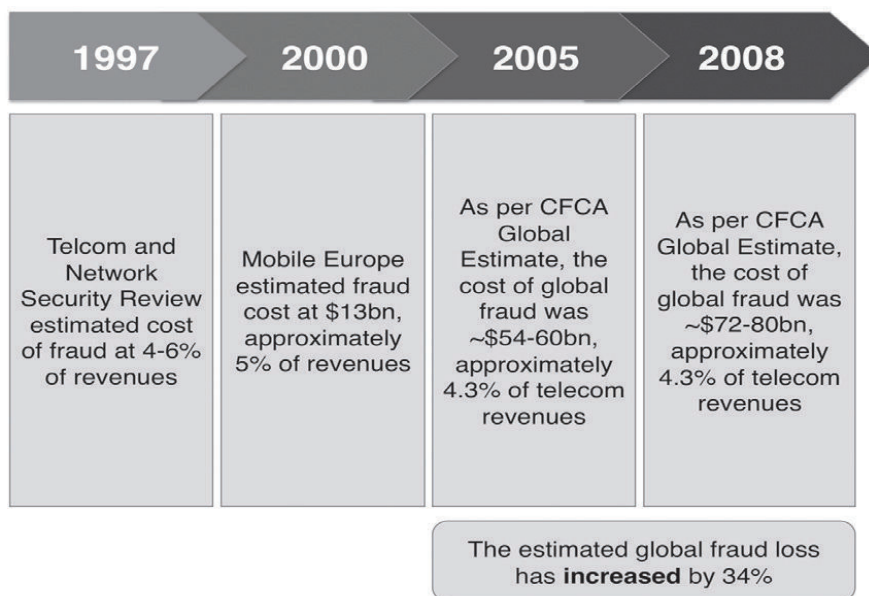 1997
2000
2005
2008
Telcom and
Network
Security Review
estimated cost
of fraud at 4-6%
of revenues
Mobile Europe
estimated fraud
cost at $13bn,
approximately
5% of revenues
As per CFCA
Global
Estimate, the
cost of global
fraud was
~$54-60bn,
approximately
4.3% of telecom
revenues
As per CFCA
Global Estimate,
the cost of
global fraud was
~$72-80bn,
approximately
4.3% of telecom
revenues
The estimated global fraud loss
has increased by 34%